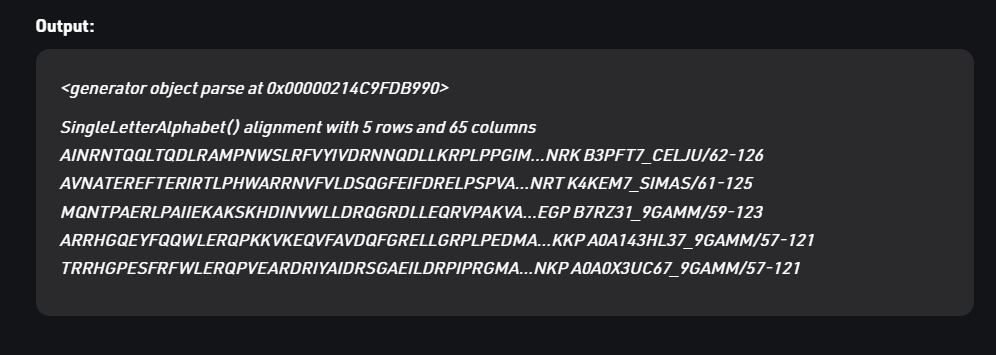 Output:
<generator object parse at 0x00000214C9FDB990>
SingleLetterAlphabet() alignment with 5 rows and 65 columns
AINRNTQQLTQDLRAMPNWSLRFVYIVDRNNQDLLKRPLPPGIM...NRK B3PFT7_CELJU/62-126
AVNATEREFTERIRTLPHWARRNVFVLDSQGFEIFDRELPSPVA...NRT K4KEM7_SIMAS/61-125
MQNTPAERLPAIIEKAKSKHDINVWLLDRQGRDLLEQRVPAKVA...EGP B7RZ31_9GAMM/59-123
ARRHGQEYFQQWLERQPKKVKEQVFAVDQFGRELLGRPLPEDMA...KKP A0A143HL37_9GAMM/57-121
TRRHGPESFRFWLERQPVEARDRIYAIDRSGAEILDRPIPRGMA...NKP A0A0X3UC67_9GAMM/57-121